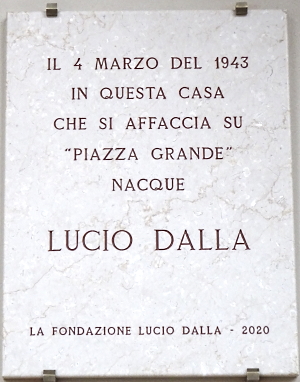 IL 4 MARZO DEL 1943
IN QUESTA CASA
CHE SI AFFACCIA SU
"PIAZZA GRANDE"
NACQUE
LUCIO DALLA
LA FONDAZIONE LUCIO DALLA - 2020